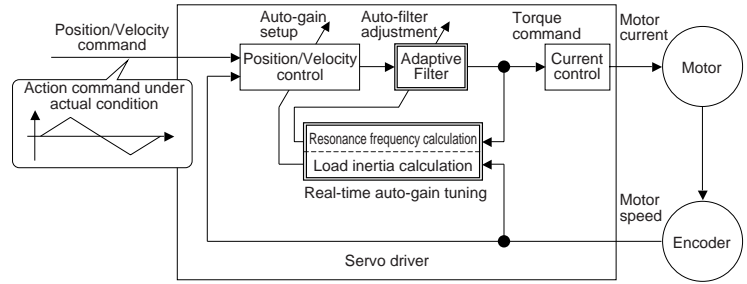 Position/Velocity
command
Action command under
actual condition
Auto-gain
setup
Auto-filter
adjustment
Torque
command
Motor
current
Position/Velocity
control
Adaptive
Filter
Current
control
Motor
Resonance frequency calculation
Load inertia calculation
Real-time auto-gain tuning
Motor
speed
Encoder
Servo driver